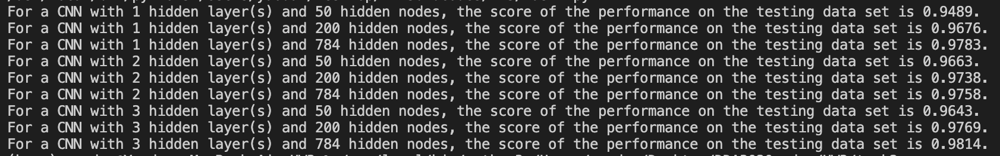 For a CNN with 1 hidden layer(s) and 50 hidden nodes, the score of the performance on the testing data set is 0.9489.
For a CNN with 1 hidden layer(s) and 200 hidden nodes, the score of the performance on the testing data set is 0.9676.
For a CNN with 1 hidden layer(s) and 784 hidden nodes, the score of the performance on the testing data set is 0.9783.
For a CNN with 2 hidden layer(s) and 50 hidden nodes, the score of the performance on the testing data set is 0.9663.
For a CNN with 2 hidden layer(s) and 200 hidden nodes, the score of the performance on the testing data set is 0.9738.
For a CNN with 2 hidden layer(s) and 784 hidden nodes, the score of the performance on the testing data set is 0.9758.
For a CNN with 3 hidden layer(s) and 50 hidden nodes, the score of the performance on the testing data set is 0.9643.
For a CNN with 3 hidden layer(s) and 200 hidden nodes, the score of the performance on the testing data set is 0.9769.
For a CNN with 3 hidden layer(s) and 784 hidden nodes, the score of the performance on the testing data set is 0.9814.